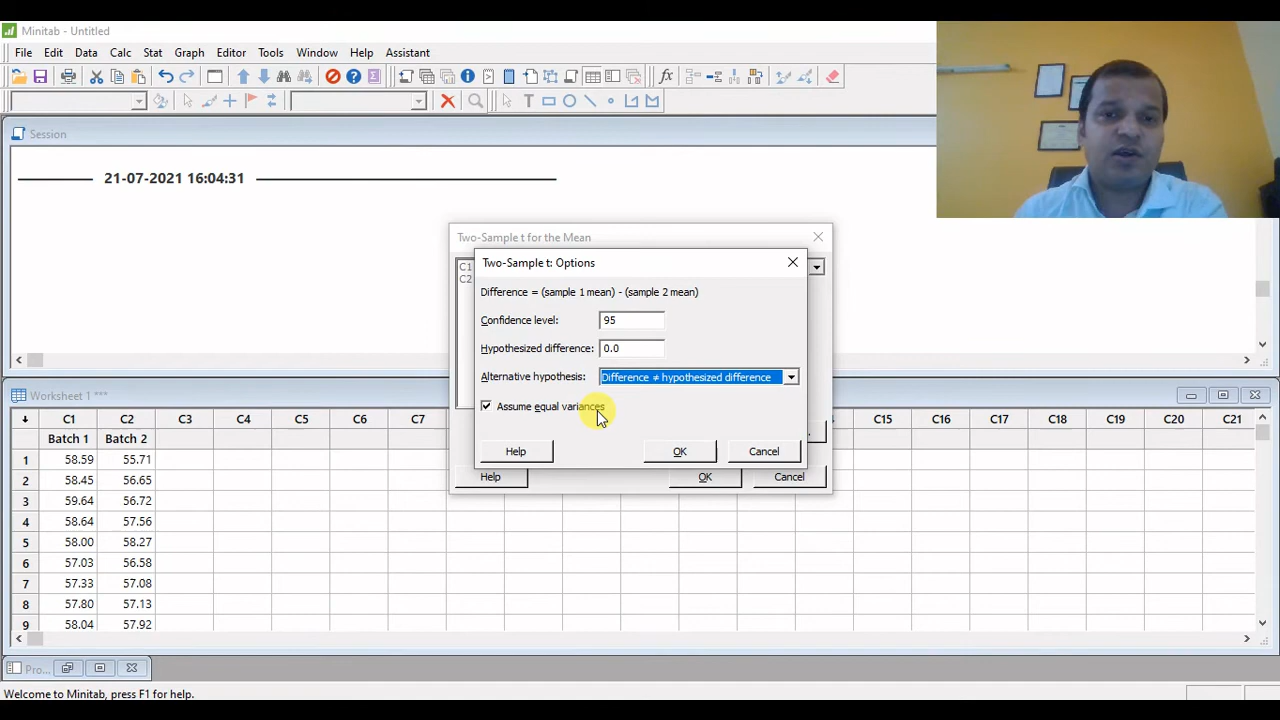 Minitab - Untitled
File Edit Data Calc Stat Graph Editor Tools Window Help Assistant
Session
21-07-2021 16:04:31
Two-Sample t for the Mean
C1
C2
Two-Sample t: Options
Difference = (sample 1 mean) - (sample 2 mean)
Confidence level: 95
Hypothesized difference: 0.0
Alternative hypothesis: Difference ≠ hypothesized difference
Assume equal variances
Help OK Cancel
Help OK Cancel
Worksheet 1 ***
C1 C2 C3 C4 C5 C6 C7 C15 C16 C17 C18 C19 C20 C21
Batch 1 Batch 2
1 58.59 55.71
2 58.45 56.65
3 59.64 56.72
4 58.64 57.56
5 58.00 58.27
6 57.03 56.58
7 57.33 57.08
8 57.80 57.13
9 58.04 57.92
Pro...
Welcome to Minitab, press F1 for help.